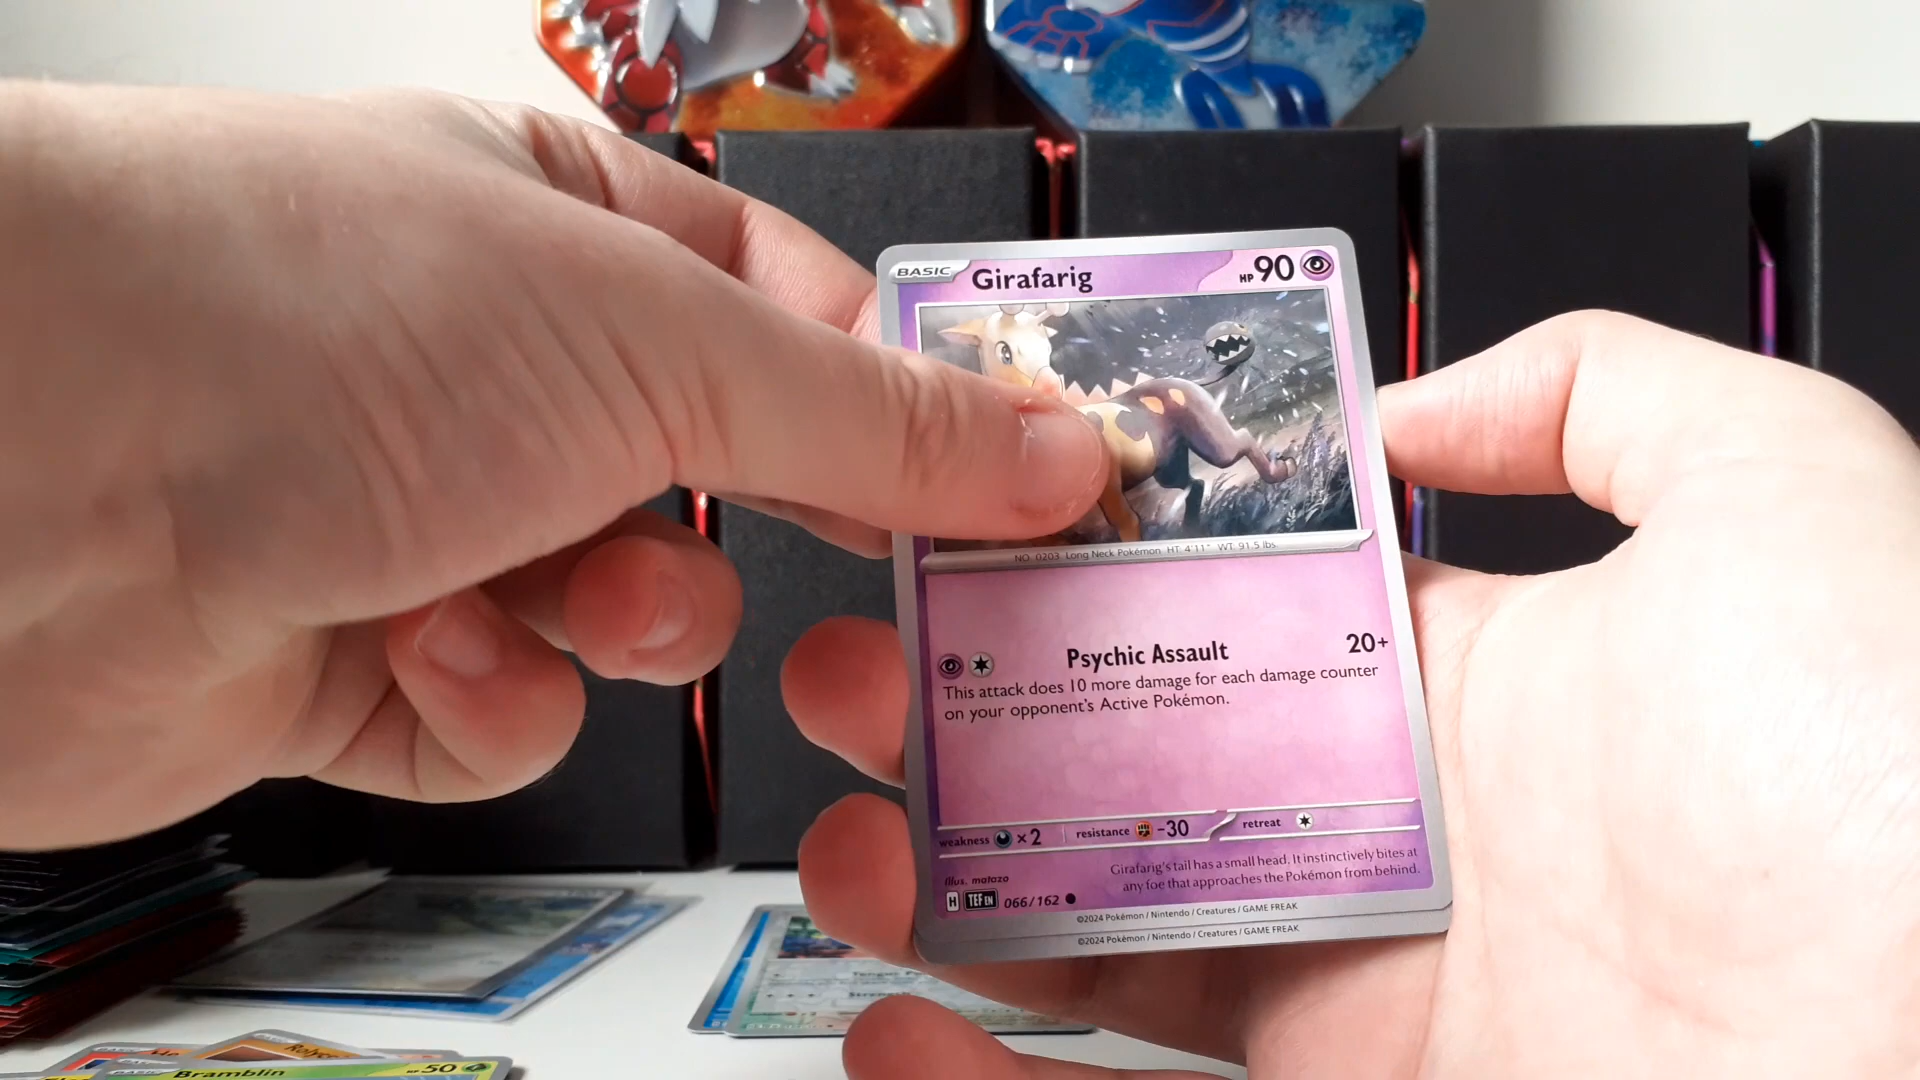 BASIC Girafarig HP 90
NO. 0203 Long Neck Pokémon HT: 4'11" WT: 91.5 lbs.
Psychic Assault 20+
This attack does 10 more damage for each damage counter
on your opponent's Active Pokémon.
weakness ×2 resistance -30 retreat
Illus. matazo
Girafarig's tail has a small head. It instinctively bites at
any foe that approaches the Pokémon from behind.
H TEF EN 066/162
©2024 Pokémon / Nintendo / Creatures / GAME FREAK
©2024 Pokémon / Nintendo / Creatures / GAME FREAK
BASIC Bramblin HP 50